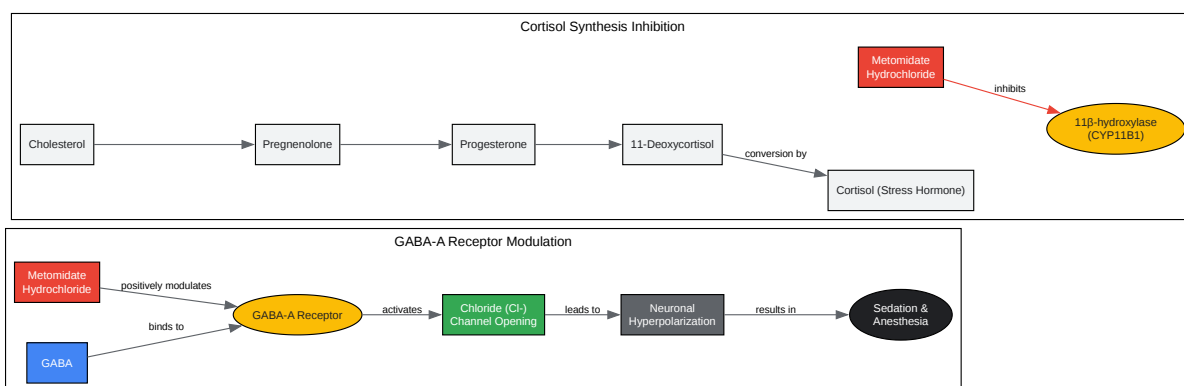 Cortisol Synthesis Inhibition
Metomidate
Hydrochloride
inhibits
11β-hydroxylase
(CYP11B1)
Cholesterol
Pregnenolone
Progesterone
11-Deoxycortisol
conversion by
Cortisol (Stress Hormone)
GABA-A Receptor Modulation
Metomidate
Hydrochloride
positively modulates
GABA
binds to
GABA-A Receptor
activates
Chloride (Cl-)
Channel Opening
leads to
Neuronal
Hyperpolarization
results in
Sedation &
Anesthesia